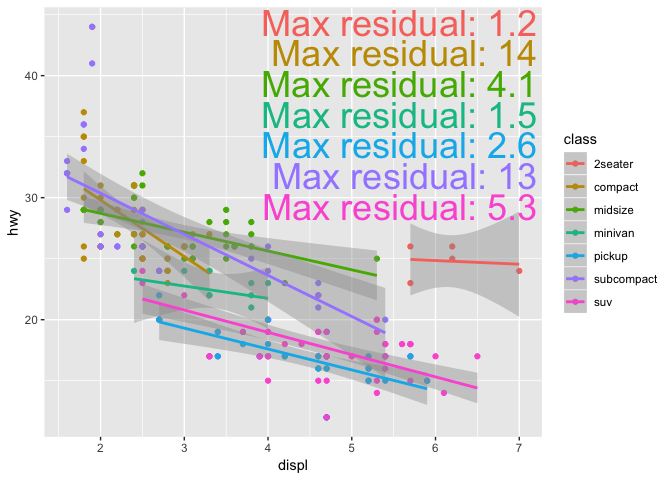 Max residual: 1.2
Max residual: 14
Max residual: 4.1
Max residual: 1.5
Max residual: 2.6
Max residual: 13
Max residual: 5.3
40
30
20
hwy
2
3
4
5
6
7
displ
class
2seater
compact
midsize
minivan
pickup
subcompact
suv